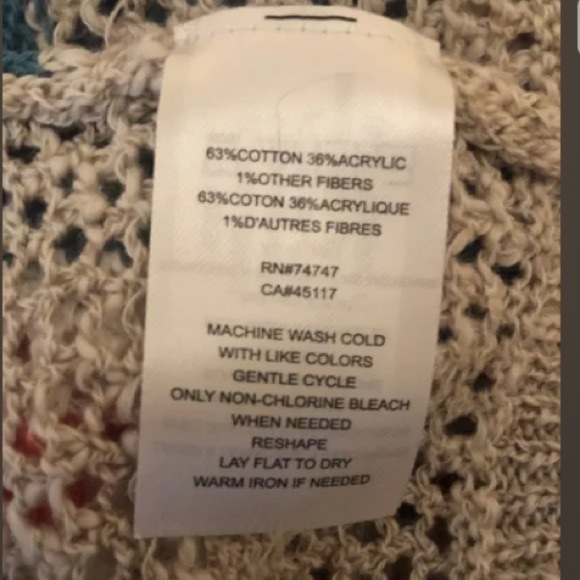 63%COTTON 36%ACRYLIC
1%OTHER FIBERS
63%COTON 36%ACRYLIQUE
1%D'AUTRES FIBRES
RN#74747
CA#45117
MACHINE WASH COLD
WITH LIKE COLORS
GENTLE CYCLE
ONLY NON-CHLORINE BLEACH
WHEN NEEDED
RESHAPE
LAY FLAT TO DRY
WARM IRON IF NEEDED